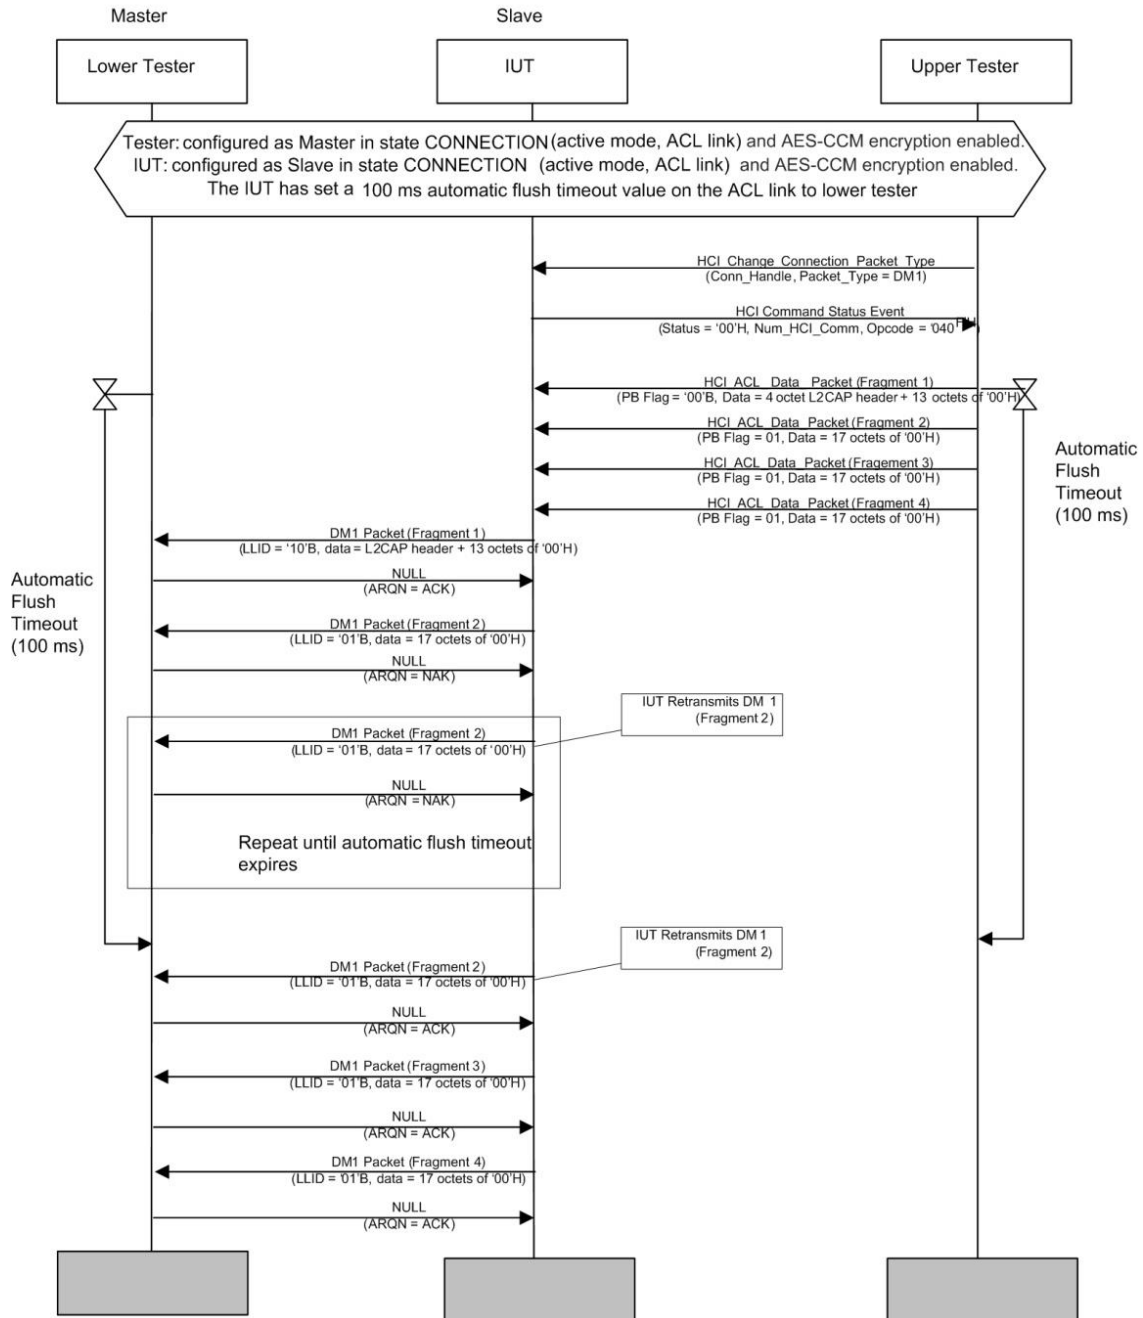 Master
Slave
Lower Tester
IUT
Upper Tester
Tester: configured as Master in state CONNECTION (active mode, ACL link) and AES-CCM encryption enabled.
IUT: configured as Slave in state CONNECTION (active mode, ACL link) and AES-CCM encryption enabled.
The IUT has set a 100 ms automatic flush timeout value on the ACL link to lower tester
HCI_Change_Connection_Packet_Type
(Conn_Handle, Packet_Type = DM1)
HCI Command Status Event
(Status = '00'H, Num_HCI_Comm, Opcode = '040F'H)
HCI_ACL_Data_Packet (Fragment 1)
(PB Flag = '00'B, Data = 4 octet L2CAP header + 13 octets of '00'H)
HCI_ACL_Data_Packet (Fragment 2)
(PB Flag = 01, Data = 17 octets of '00'H)
HCI_ACL_Data_Packet (Fragement 3)
(PB Flag = 01, Data = 17 octets of '00'H)
HCI_ACL_Data_Packet (Fragment 4)
(PB Flag = 01, Data = 17 octets of '00'H)
Automatic
Flush
Timeout
(100 ms)
DM1 Packet (Fragment 1)
(LLID = '10'B, data = L2CAP header + 13 octets of '00'H)
NULL
(ARQN = ACK)
Automatic
Flush
Timeout
(100 ms)
DM1 Packet (Fragment 2)
(LLID = '01'B, data = 17 octets of '00'H)
NULL
(ARQN = NAK)
IUT Retransmits DM 1
(Fragment 2)
DM1 Packet (Fragment 2)
(LLID = '01'B, data = 17 octets of '00'H)
NULL
(ARQN = NAK)
Repeat until automatic flush timeout
expires
IUT Retransmits DM 1
(Fragment 2)
DM1 Packet (Fragment 2)
(LLID = '01'B, data = 17 octets of '00'H)
NULL
(ARQN = ACK)
DM1 Packet (Fragment 3)
(LLID = '01'B, data = 17 octets of '00'H)
NULL
(ARQN = ACK)
DM1 Packet (Fragment 4)
(LLID = '01'B, data = 17 octets of '00'H)
NULL
(ARQN = ACK)